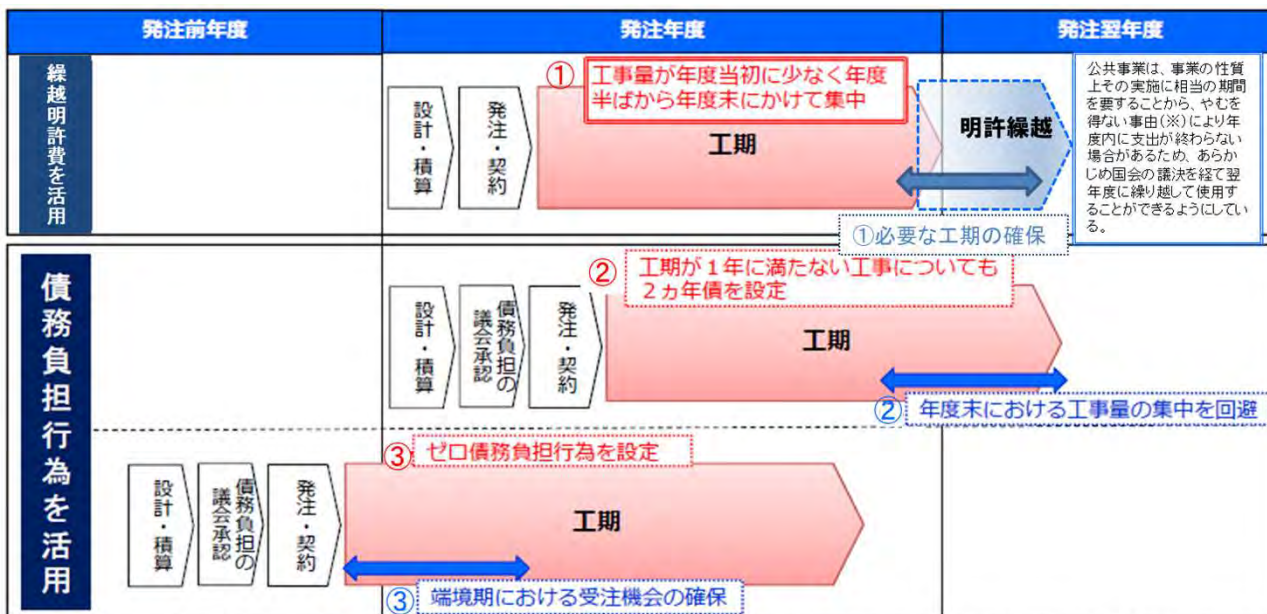 発注前年度
発注年度
発注翌年度
繰越明許費を活用
設計・積算
発注・契約
①
工事量が年度当初に少なく年度
半ばから年度末にかけて集中
工期
明許繰越
公共事業は、事業の性質
上その実施に相当の期間
を要することから、やむを
得ない事由(※)により年
度内に支出が終わらない
場合があるため、あらか
じめ国会の議決を経て翌
年度に繰り越して使用す
ることができるようにしてい
る。
①必要な工期の確保
債務負担行為を活用
設計・積算
債務負担の
議会承認
発注・契約
②
工期が1年に満たない工事についても
2ヵ年債を設定
工期
②
年度末における工事量の集中を回避
設計・積算
債務負担の
議会承認
発注・契約
③
ゼロ債務負担行為を設定
工期
③
端境期における受注機会の確保